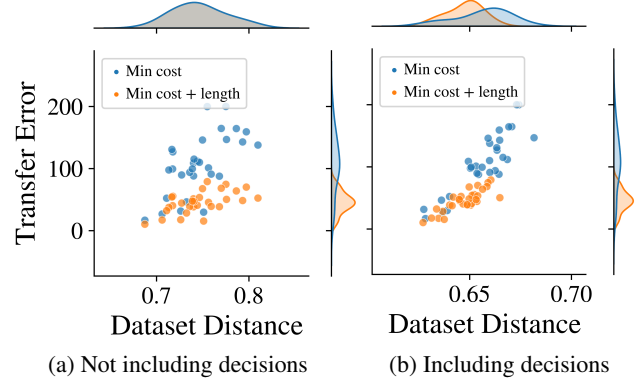 Min cost
Min cost + length
Min cost
Min cost + length
Transfer Error
200
100
0
0.7
0.8
0.65
0.70
Dataset Distance
Dataset Distance
(a) Not including decisions
(b) Including decisions